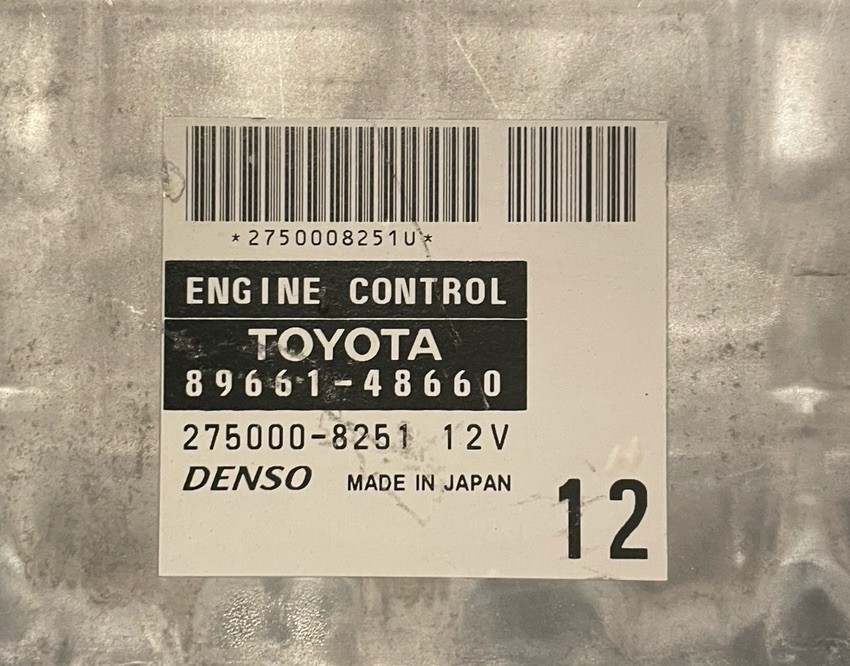 *2750008251U*
ENGINE CONTROL
TOYOTA
89661-48660
275000-8251 12V
DENSO MADE IN JAPAN
12